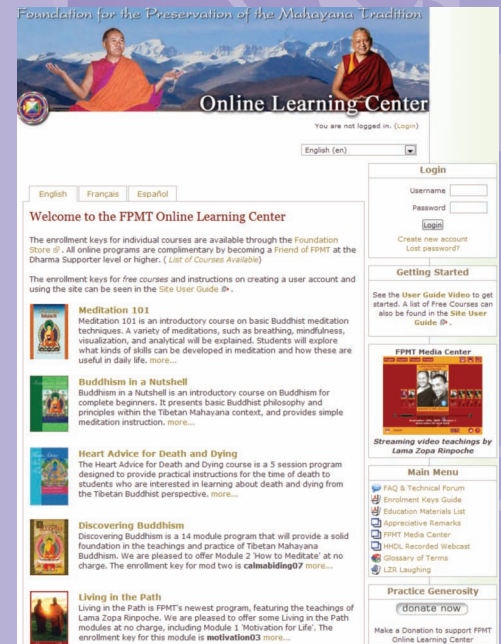 Foundation for the Preservation of the Mahayana Tradition
Online Learning Center
You are not logged in. (Login)
English (en)
English
Français
Español
Welcome to the FPMT Online Learning Center
The enrollment keys for individual courses are available through the Foundation
Store. All online programs are complimentary by becoming a Friend of FPMT at the
Dharma Supporter level or higher. ( List of Courses Available)
The enrollment keys for free courses and instructions on creating a user account and
using the site can be seen in the Site User Guide .
Meditation 101
Meditation 101 is an introductory course on basic Buddhist meditation
techniques. A variety of meditations, such as breathing, mindfulness,
visualization, and analytical will be explained. Students will explore
what kinds of skills can be developed in meditation and how these are
useful in daily life. more...
Buddhism in a Nutshell
Buddhism in a Nutshell is an introductory course on Buddhism for
complete beginners. It presents basic Buddhist philosophy and
principles within the Tibetan Mahayana context, and provides simple
meditation instruction. more...
Heart Advice for Death and Dying
The Heart Advice for Death and Dying course is a 5 session program
designed to provide practical instructions for the time of death to
students who are interested in learning about death and dying from
the Tibetan Buddhist perspective. more...
Discovering Buddhism
Discovering Buddhism is a 14 module program that will provide a solid
foundation in the teachings and practice of Tibetan Mahayana
Buddhism. We are pleased to offer Module 2 'How to Meditate' at no
charge. The enrollment key for mod two is calmabiding07 more...
Living in the Path
Living in the Path is FPMT's newest program, featuring the teachings of
Lama Zopa Rinpoche. We are pleased to offer some Living in the Path
modules at no charge, including Module 1 'Motivation for Life'. The
enrollment key for this module is motivation03 more...
Login
Username
Password
Login
Create new account
Lost password?
Getting Started
See the User Guide Video to get
started. A list of Free Courses can
also be found in the Site User
Guide .
FPMT Media Center
Streaming video teachings by
Lama Zopa Rinpoche
Main Menu
FAQ & Technical Forum
Enrolment Keys Guide
Education Materials List
Appreciative Remarks
FPMT Media Center
HHDL Recorded Webcast
Glossary of Terms
LZR Laughing
Practice Generosity
donate now
Make a Donation to support FPMT
Online Learning Center